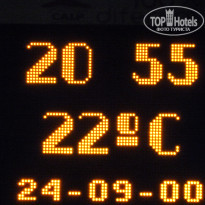 TOP Hotels
ФОТО ТУРИСТА
20 55
22ºC
24-09-00